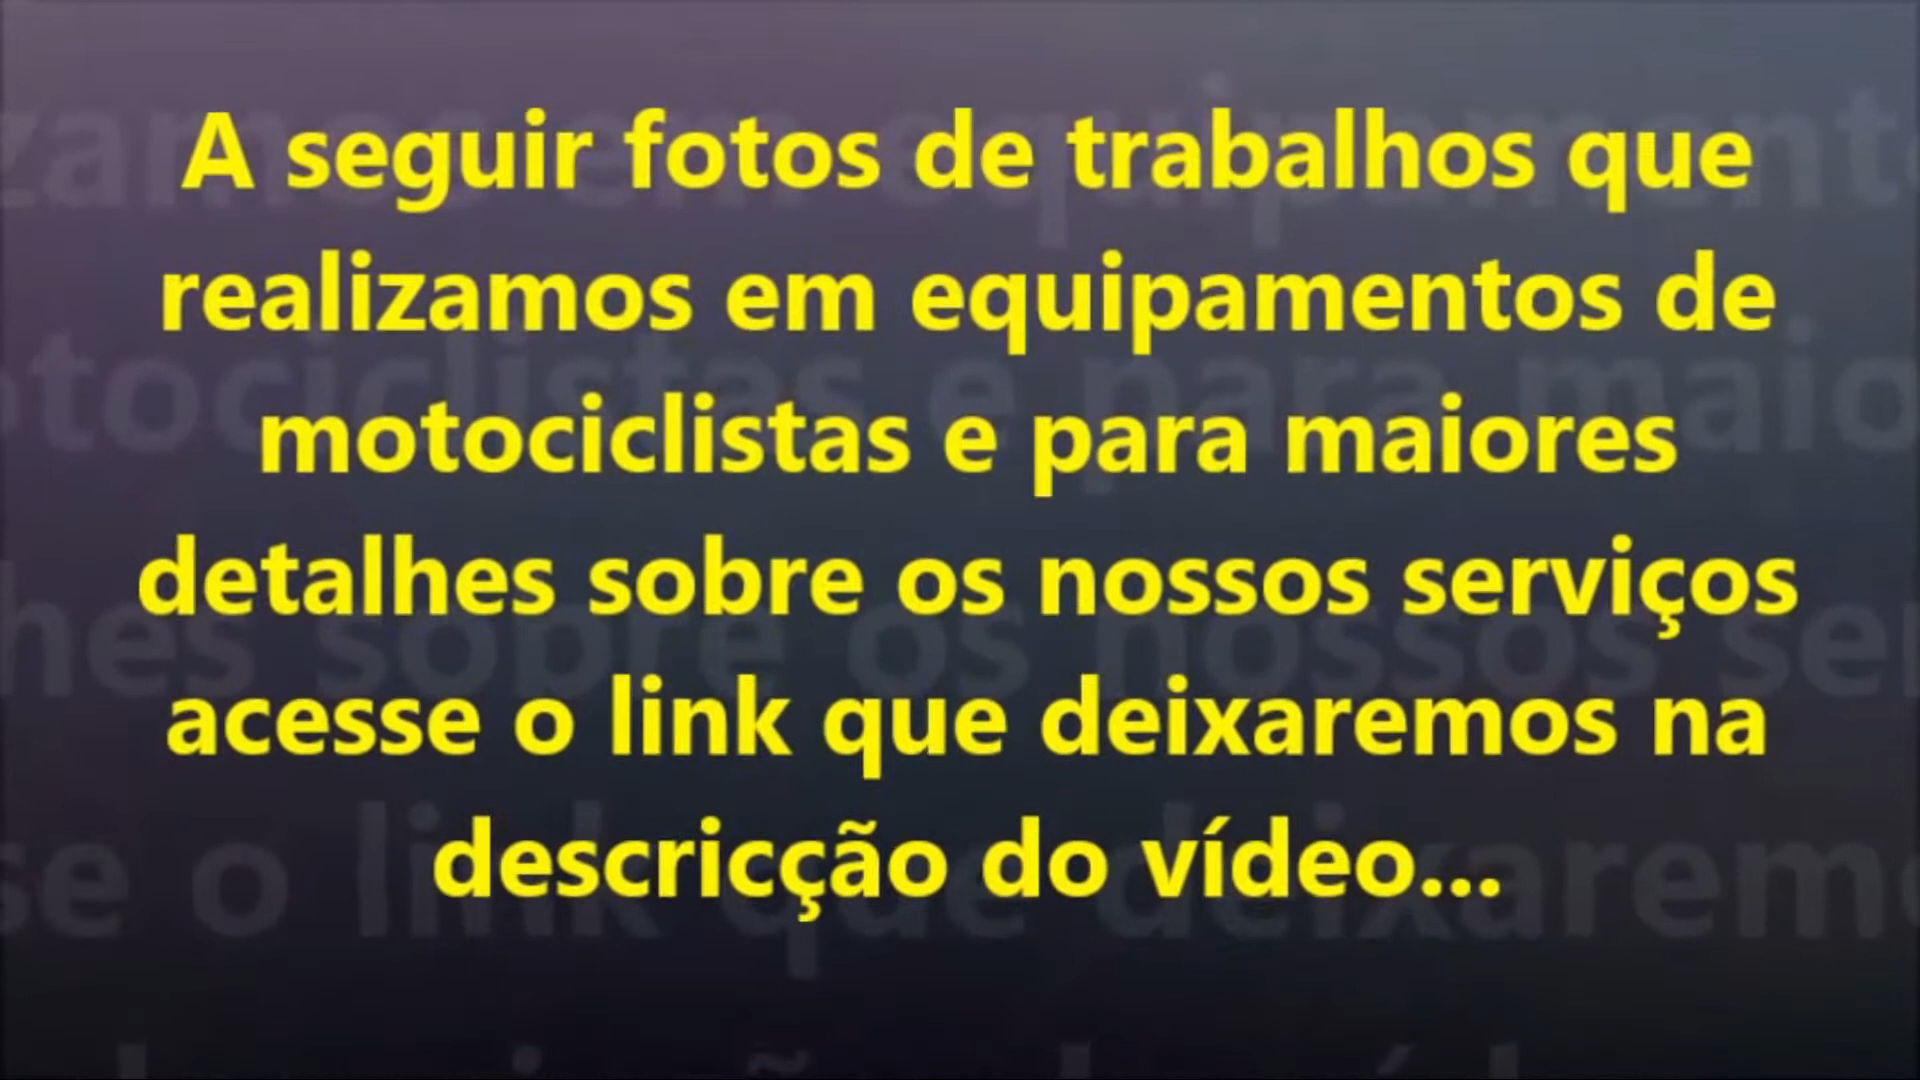 A seguir fotos de trabalhos que
realizamos em equipamentos de
motociclistas e para maiores
detalhes sobre os nossos serviços
acesse o link que deixaremos na
descricção do vídeo...